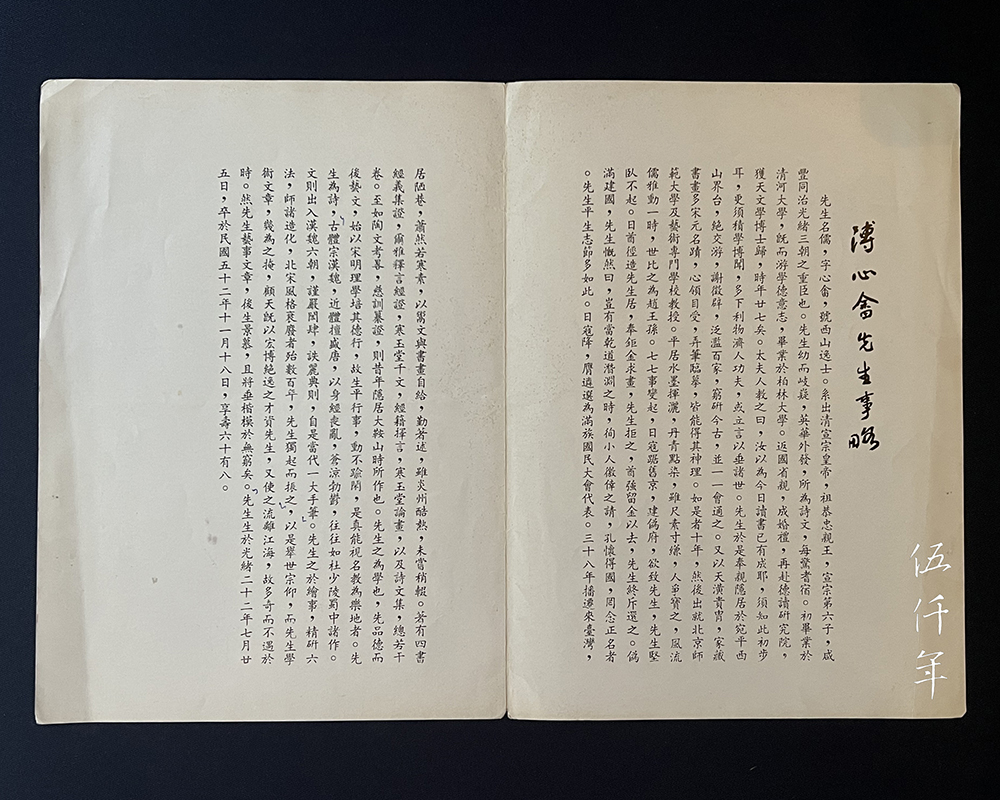 溥心畬先生事略
先生名儒,字心畬,號西山逸士。系出清宣宗皇帝,祖恭忠親王,宣宗第六子,咸
豐同治光緒三朝之重臣也。先生幼而岐嶷,英華外發,所為詩文,每驚耆宿。初畢業於
清河大學,既而游學德意志,畢業於柏林大學。返國省親,成婚禮,再赴德讀研究院,
獲天文學博士歸,時年廿七矣。太夫人教之曰,汝以為今日讀書已有成耶,須知此初步
耳,更須積學博聞,多下利物濟人功夫,或立言以垂諸世。先生於是奉親隱居於宛平西
山界台,絕交游,謝徵辟,泛濫百家,窮研今古,並一一會通之。又以天潢貴胄,家藏
書畫多宋元名蹟,心領目受,弄筆臨摹,皆能得其神理。如是者十年,然後出就北京師
範大學及藝術專門學校教授。平居水墨揮灑,丹青點染,雖尺素寸縑,人爭寶之,風流
儒雅動一時,世比之為趙王孫。七七事變起,日寇踞舊京,建偽府,欲致先生,先生堅
臥不起。日酋徑造先生居,奉鉅金求畫,先生拒之,酋強留金以去,先生終斥還之。偽
滿建國,先生慨然曰,豈有當乾道潛淵之時,徇小人徼倖之請,孔懷得國,罔念正名者
。先生平生志節多如此。日寇降,膺遴選為滿族國民大會代表。三十八年播遷來臺灣,
居陋巷,蕭然若寒素,以鬻文與書畫自給,勤若述,雖炎州酷熱,未嘗稍輟。著有四書
經義集證,爾雅釋言經證,寒玉堂千文,經籍擇言,寒玉堂論畫,以及詩文集,總若干
卷。至如陶文考畧,慈訓纂證,則昔年隱居大鞍山時所作也。先生之為學也,先品德而
後藝文,始以宋明理學培其德行,故生平行事,動不踰閑,是真能視名教為樂地者。先
生為詩,古體宗漢魏,近體擅盛唐,以身經喪亂,蒼涼勃鬱,往往如杜少陵蜀中諸作。
文則出入漢魏六朝,謹嚴閎肆,誄麗典則,自是當代一大手筆。先生之於繪事,精研六
法,師諸造化,北宋風格衰廢者殆數百年,先生獨起而振之,以是舉世宗仰,而先生學
術文章,幾為之掩,顧天既以宏博絕逸之才資先生,又使之流離江海,故多奇而不遇於
時。然先生藝事文章,後生景慕,且將垂楷模於無窮矣。先生生於光緒二十二年七月廿
五日,卒於民國五十二年十一月十八日,享壽六十有八。
伍仟年